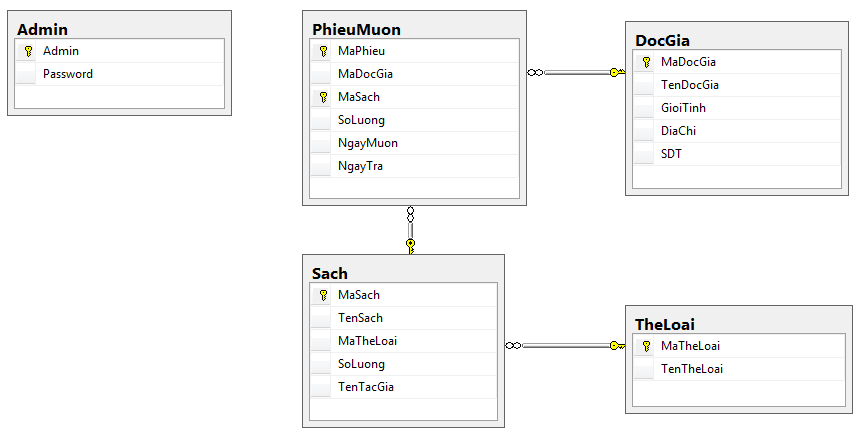 Admin
Admin
Password
PhieuMuon
MaPhieu
MaDocGia
MaSach
SoLuong
NgayMuon
NgayTra
DocGia
MaDocGia
TenDocGia
GioiTinh
DiaChi
SDT
Sach
MaSach
TenSach
MaTheLoai
SoLuong
TenTacGia
TheLoai
MaTheLoai
TenTheLoai